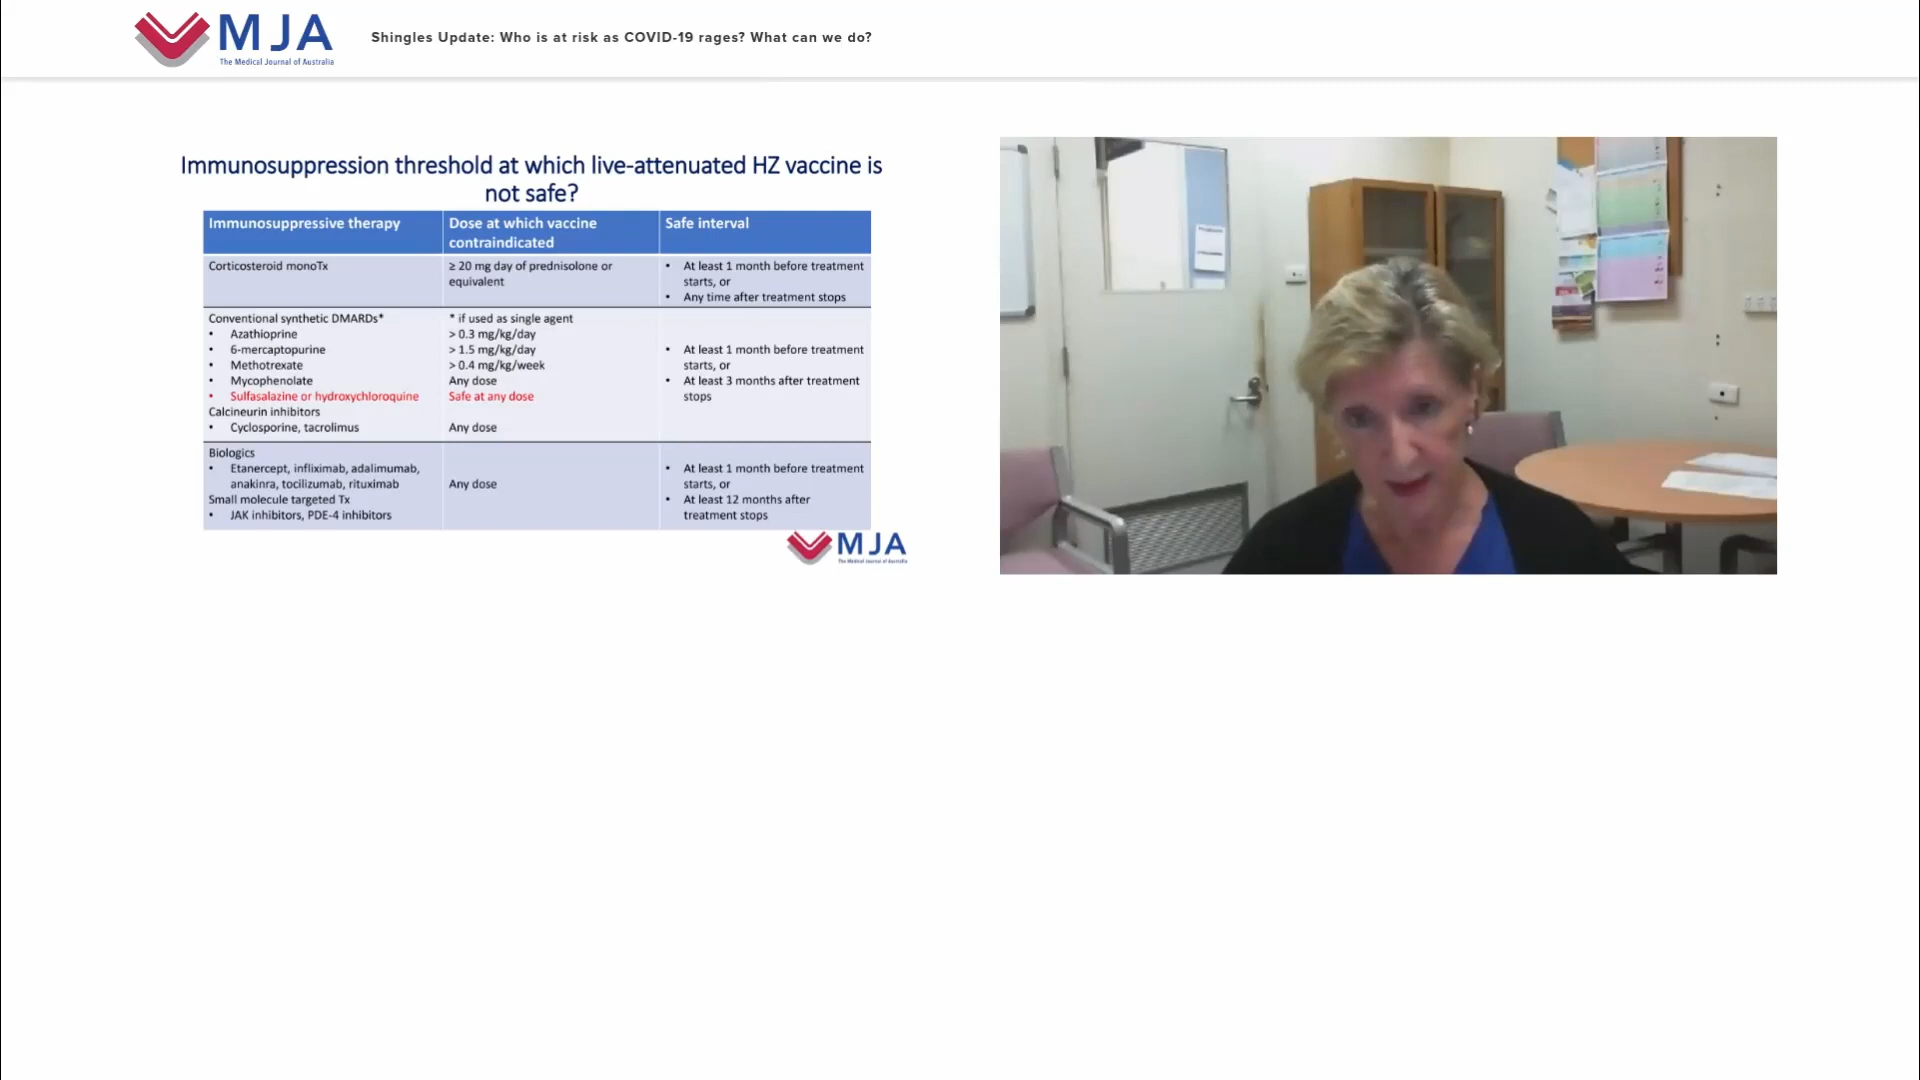 MJA
The Medical Journal of Australia
Shingles Update: Who is at risk as COVID-19 rages? What can we do?
Immunosuppression threshold at which live-attenuated HZ vaccine is
not safe?
Immunosuppressive therapy
Dose at which vaccine
contraindicated
Safe interval
Corticosteroid monoTx
≥ 20 mg day of prednisolone or
equivalent
• At least 1 month before treatment
starts, or
• Any time after treatment stops
Conventional synthetic DMARDs*
• Azathioprine
• 6-mercaptopurine
• Methotrexate
• Mycophenolate
• Sulfasalazine or hydroxychloroquine
Calcineurin inhibitors
• Cyclosporine, tacrolimus
* if used as single agent
> 0.3 mg/kg/day
> 1.5 mg/kg/day
> 0.4 mg/kg/week
Any dose
Safe at any dose
Any dose
• At least 1 month before treatment
starts, or
• At least 3 months after treatment
stops
Biologics
• Etanercept, infliximab, adalimumab,
anakinra, tocilizumab, rituximab
Small molecule targeted Tx
• JAK inhibitors, PDE-4 inhibitors
Any dose
• At least 1 month before treatment
starts, or
• At least 12 months after
treatment stops
MJA
The Medical Journal of Australia